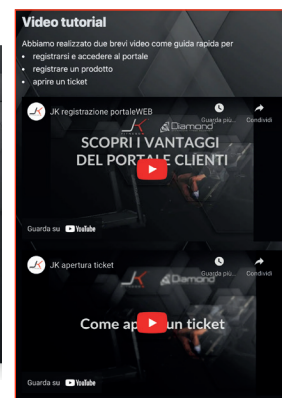 Video tutorial
Abbiamo realizzato due brevi video come guida rapida per
• registrarsi e accedere al portale
• registrare un prodotto
• aprire un ticket
JK registrazione portaleWEB
Guarda più...
Condividi
JK
Diamond
SCOPRI I VANTAGGI
DEL PORTALE CLIENTI
Guarda su YouTube
JK apertura ticket
Guarda più...
Condividi
JK
Diamond
Come ap un ticket
Guarda su YouTube